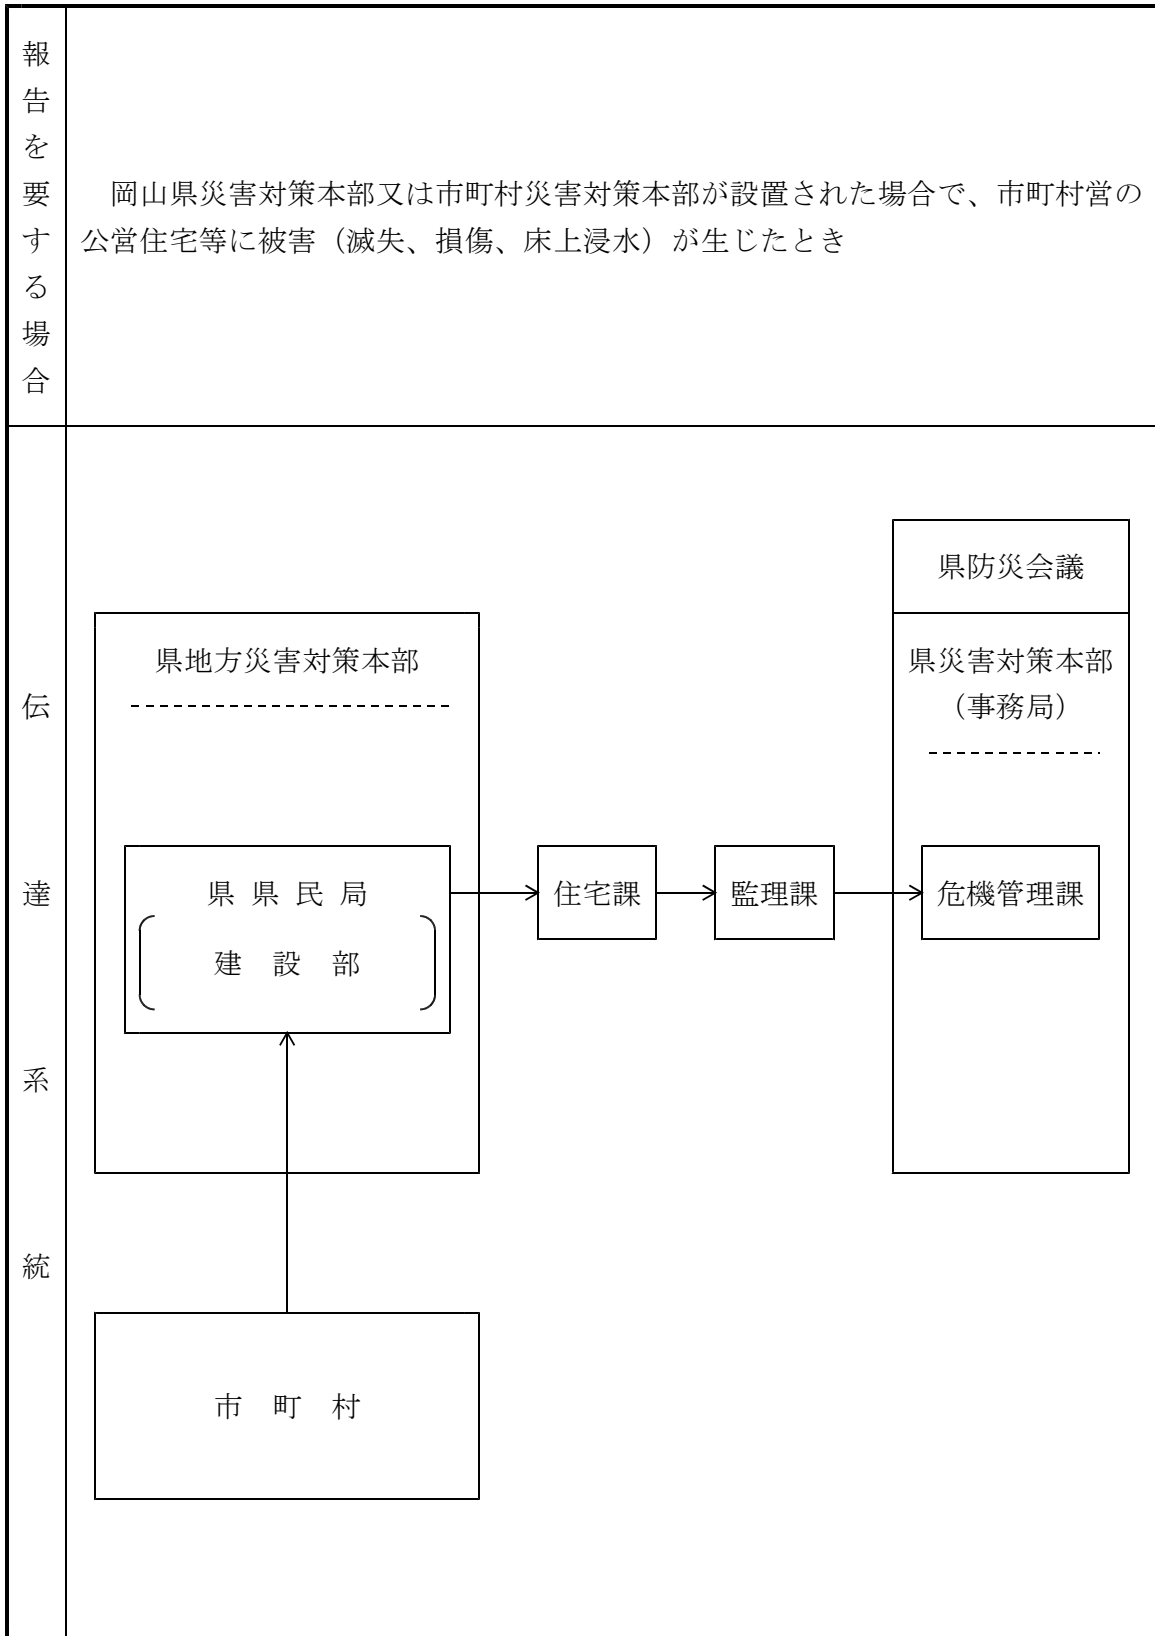 報告を要する場合
岡山県災害対策本部又は市町村災害対策本部が設置された場合で、市町村営の
公営住宅等に被害（滅失、損傷、床上浸水）が生じたとき
伝達系統
県防災会議
県地方災害対策本部
県災害対策本部
（事務局）
県県民局
建設部
住宅課
監理課
危機管理課
市町村